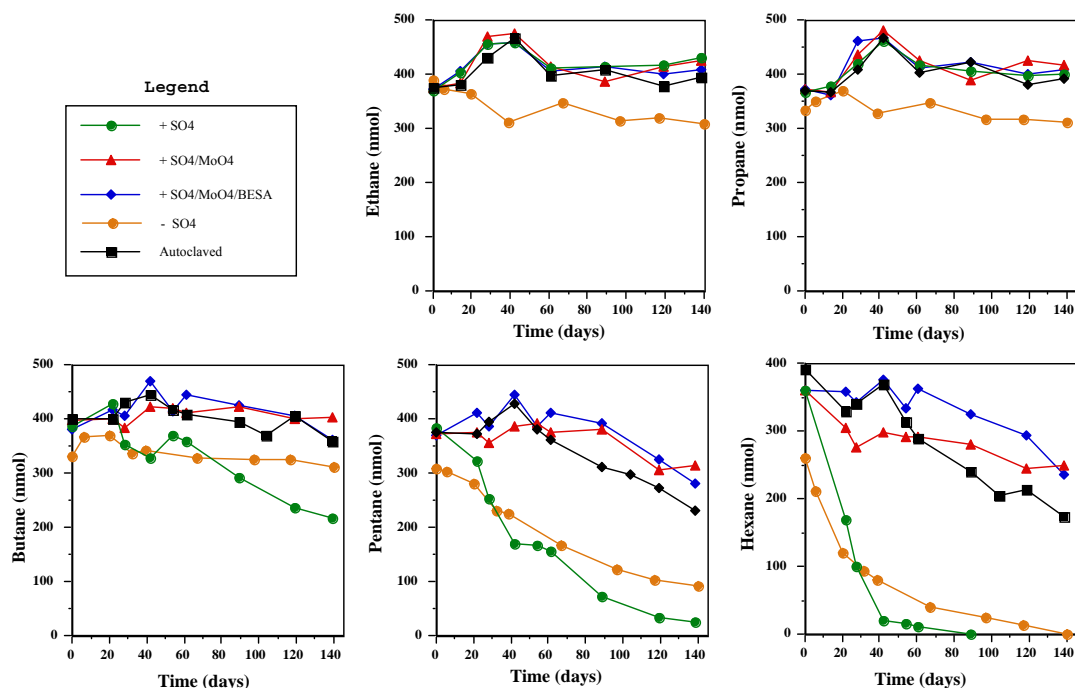 Legend
+ SO4
+ SO4/MoO4
+ SO4/MoO4/BESA
- SO4
Autoclaved
Ethane (nmol)
500
400
300
200
100
0
0 20 40 60 80 100 120 140
Time (days)
Propane (nmol)
500
400
300
200
100
0
0 20 40 60 80 100 120 140
Time (days)
Butane (nmol)
500
400
300
200
100
0
0 20 40 60 80 100 120 140
Time (days)
Pentane (nmol)
500
400
300
200
100
0
0 20 40 60 80 100 120 140
Time (days)
Hexane (nmol)
400
300
200
100
0
0 20 40 60 80 100 120 140
Time (days)